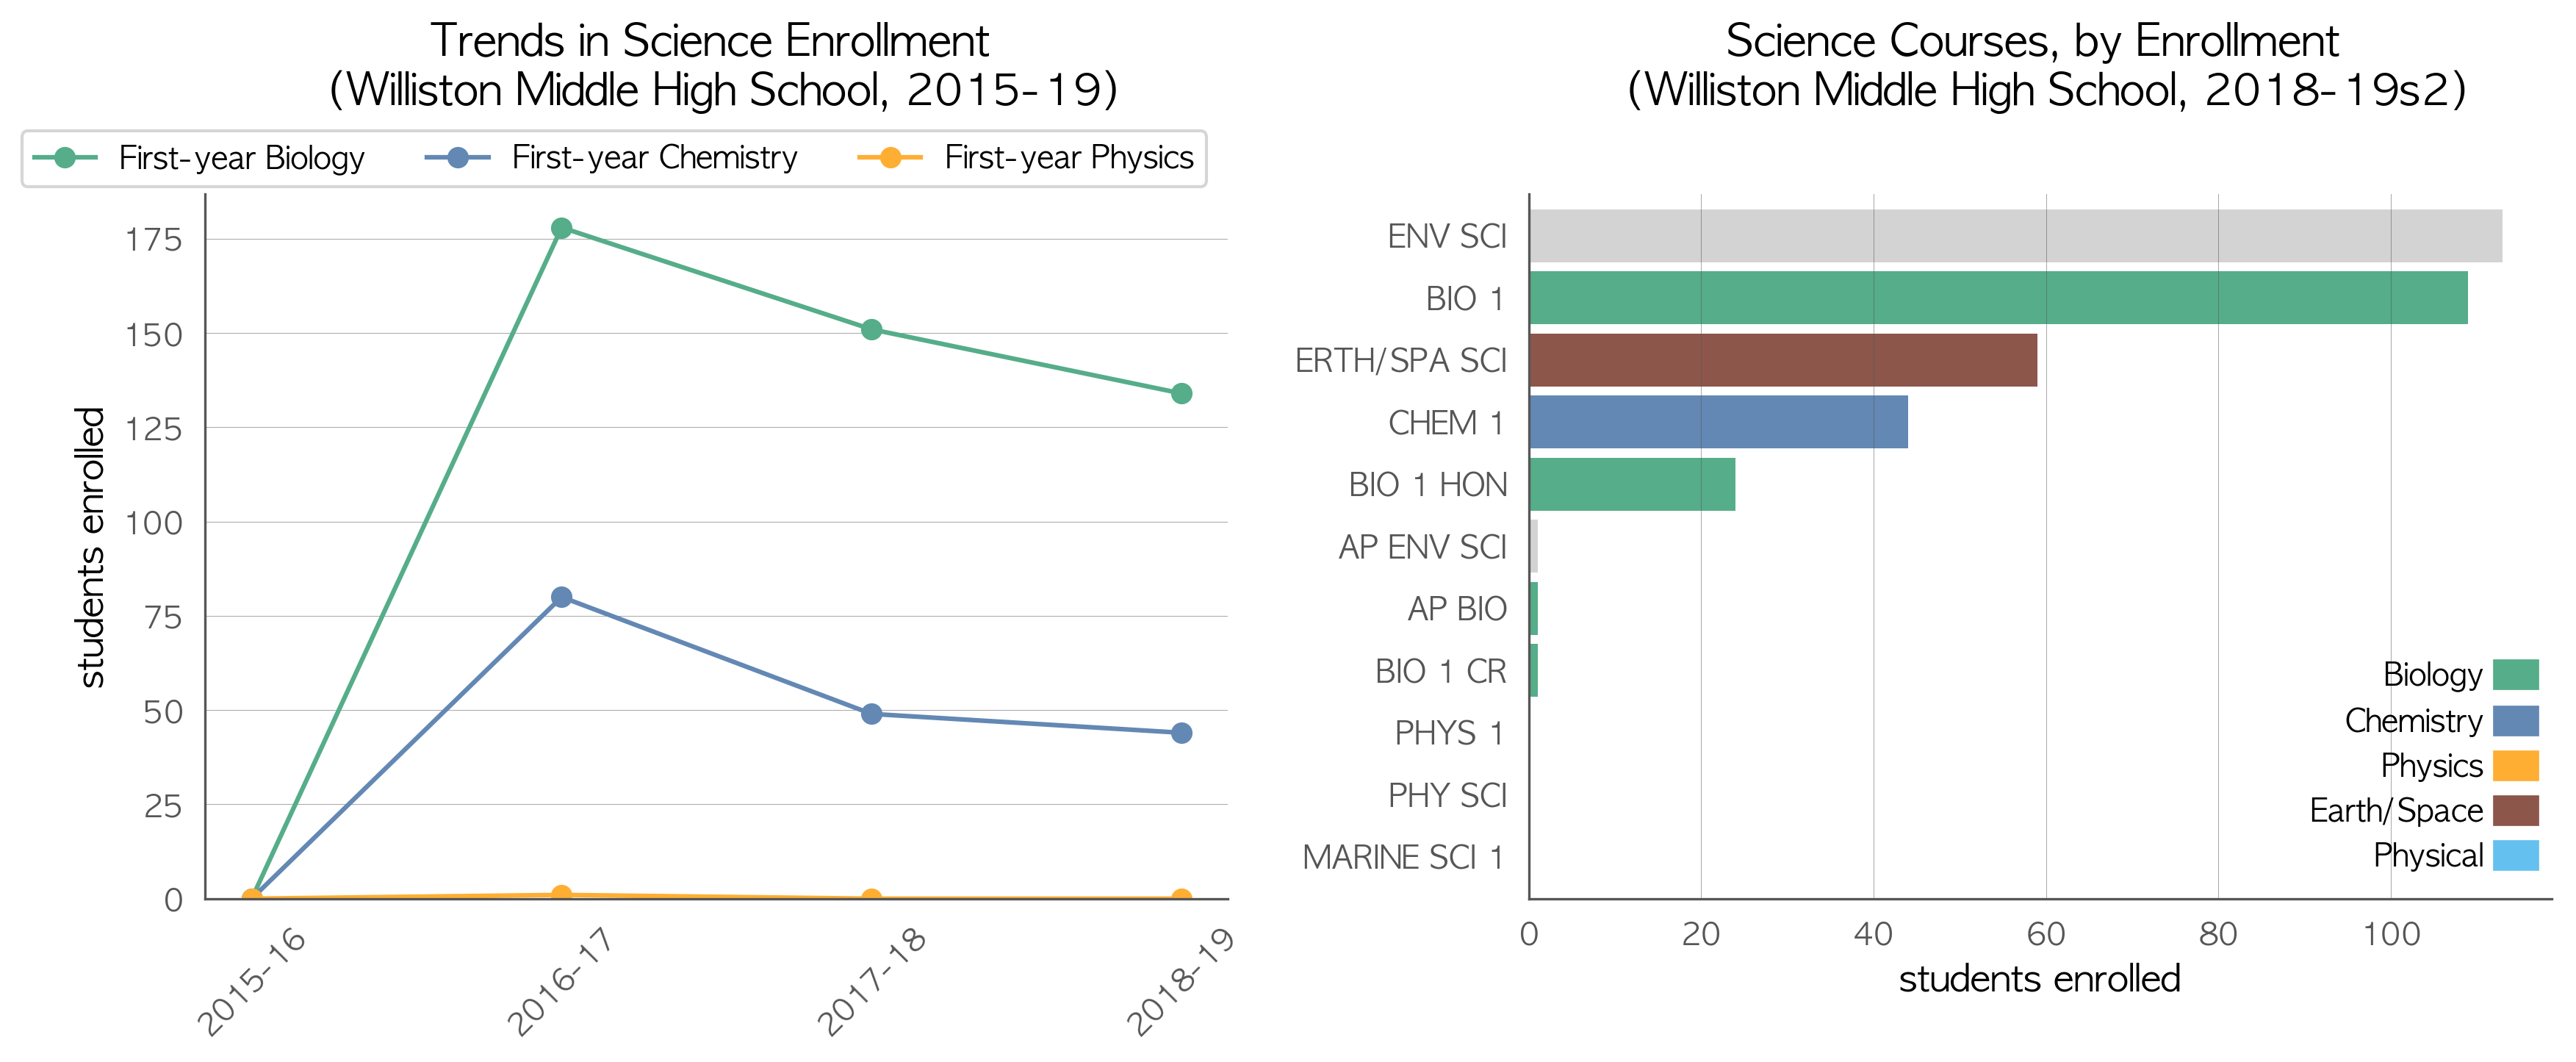 Trends in Science Enrollment
(Williston Middle High School, 2015-19)
First-year Biology First-year Chemistry First-year Physics
students enrolled
175
150
125
100
75
50
25
0
2015-16 2016-17 2017-18 2018-19
Science Courses, by Enrollment
(Williston Middle High School, 2018-19s2)
ENV SCI
BIO 1
ERTH/SPA SCI
CHEM 1
BIO 1 HON
AP ENV SCI
AP BIO
BIO 1 CR
PHYS 1
PHY SCI
MARINE SCI 1
Biology
Chemistry
Physics
Earth/Space
Physical
0 20 40 60 80 100
students enrolled